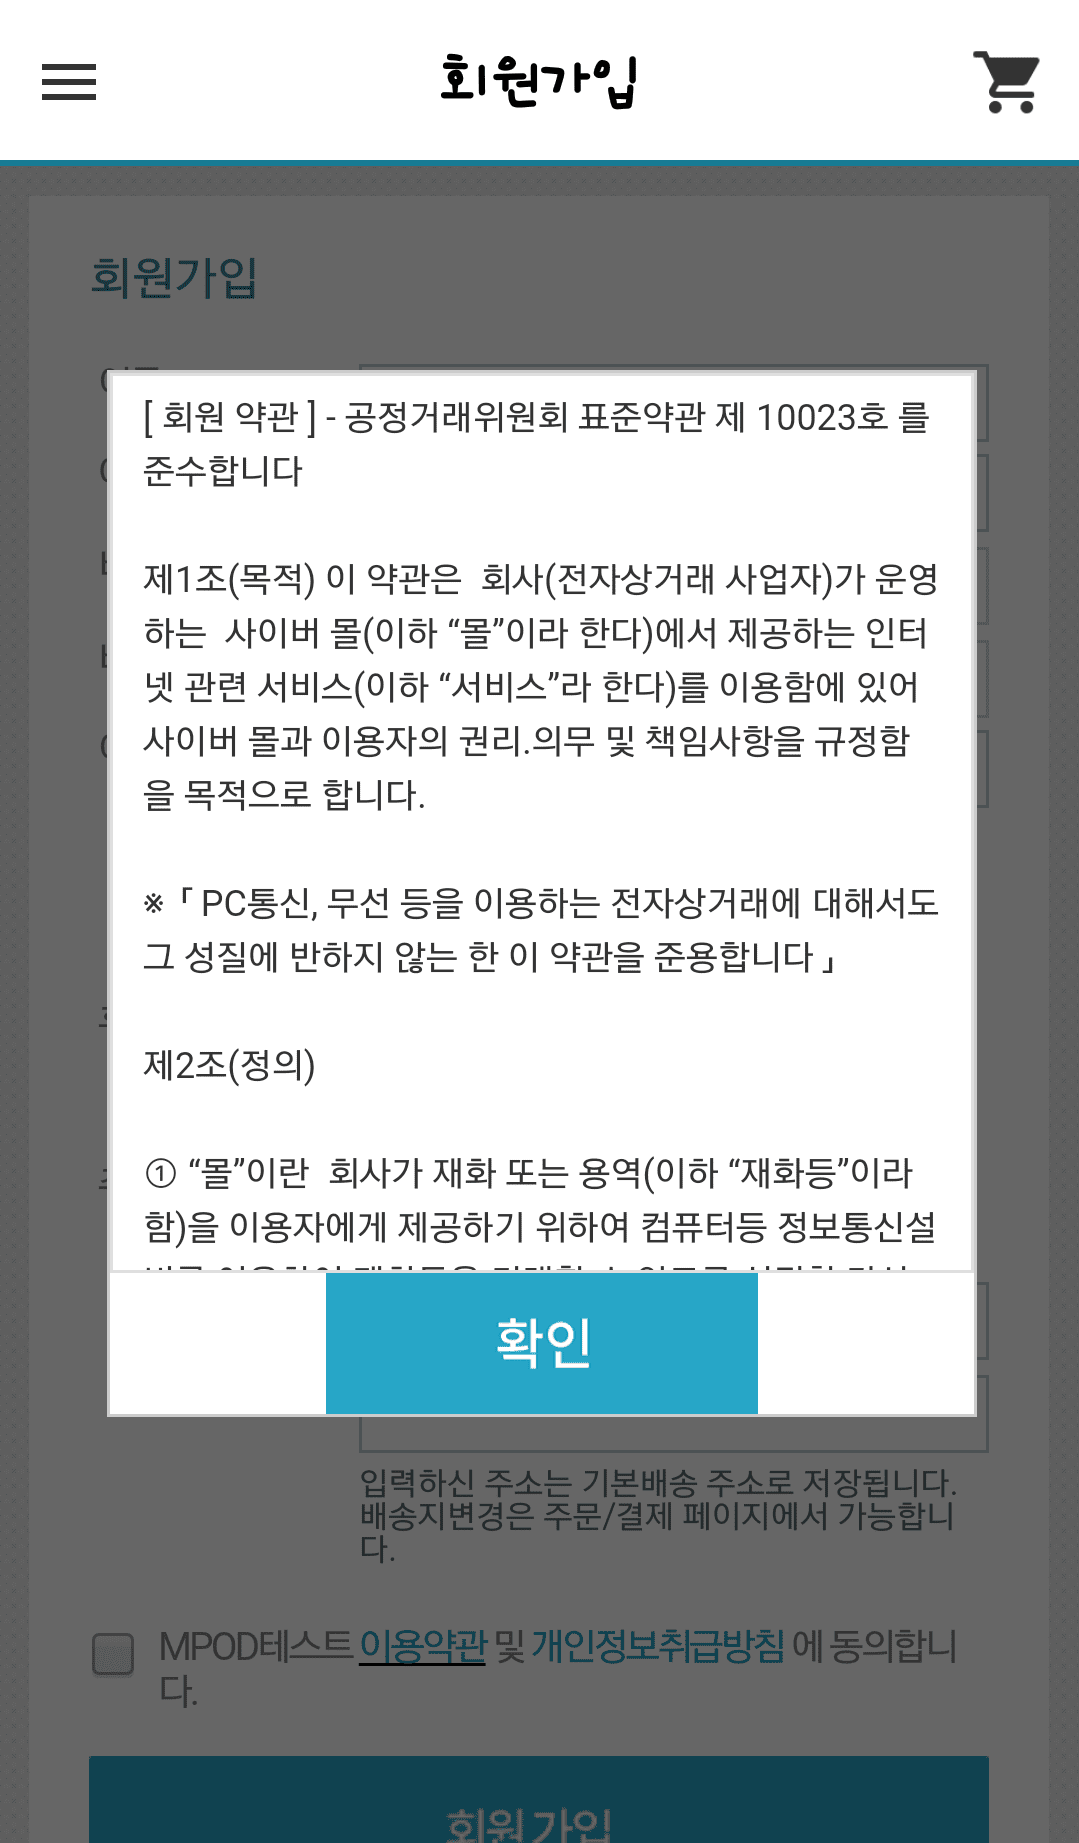 회원가입
회원가입
[ 회원 약관 ] - 공정거래위원회 표준약관 제 10023호 를
준수합니다
제1조(목적) 이 약관은  회사(전자상거래 사업자)가 운영
하는  사이버 몰(이하 “몰”이라 한다)에서 제공하는 인터
넷 관련 서비스(이하 “서비스”라 한다)를 이용함에 있어
사이버 몰과 이용자의 권리.의무 및 책임사항을 규정함
을 목적으로 합니다.
※「 PC통신, 무선 등을 이용하는 전자상거래에 대해서도
그 성질에 반하지 않는 한 이 약관을 준용합니다」
제2조(정의)
① “몰”이란  회사가 재화 또는 용역(이하 “재화등”이라
함)을 이용자에게 제공하기 위하여 컴퓨터등 정보통신설
확인
입력하신 주소는 기본배송 주소로 저장됩니다.
배송지변경은 주문/결제 페이지에서 가능합니
다.
MPOD테스트 이용약관 및 개인정보취급방침 에 동의합니
다.
회원 가입